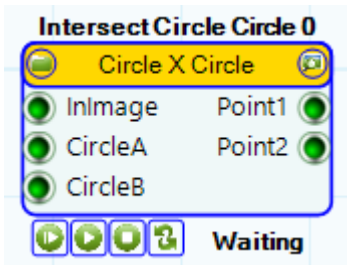 Intersect Circle Circle 0
Circle X Circle
InImage Point1
CircleA Point2
CircleB
Waiting